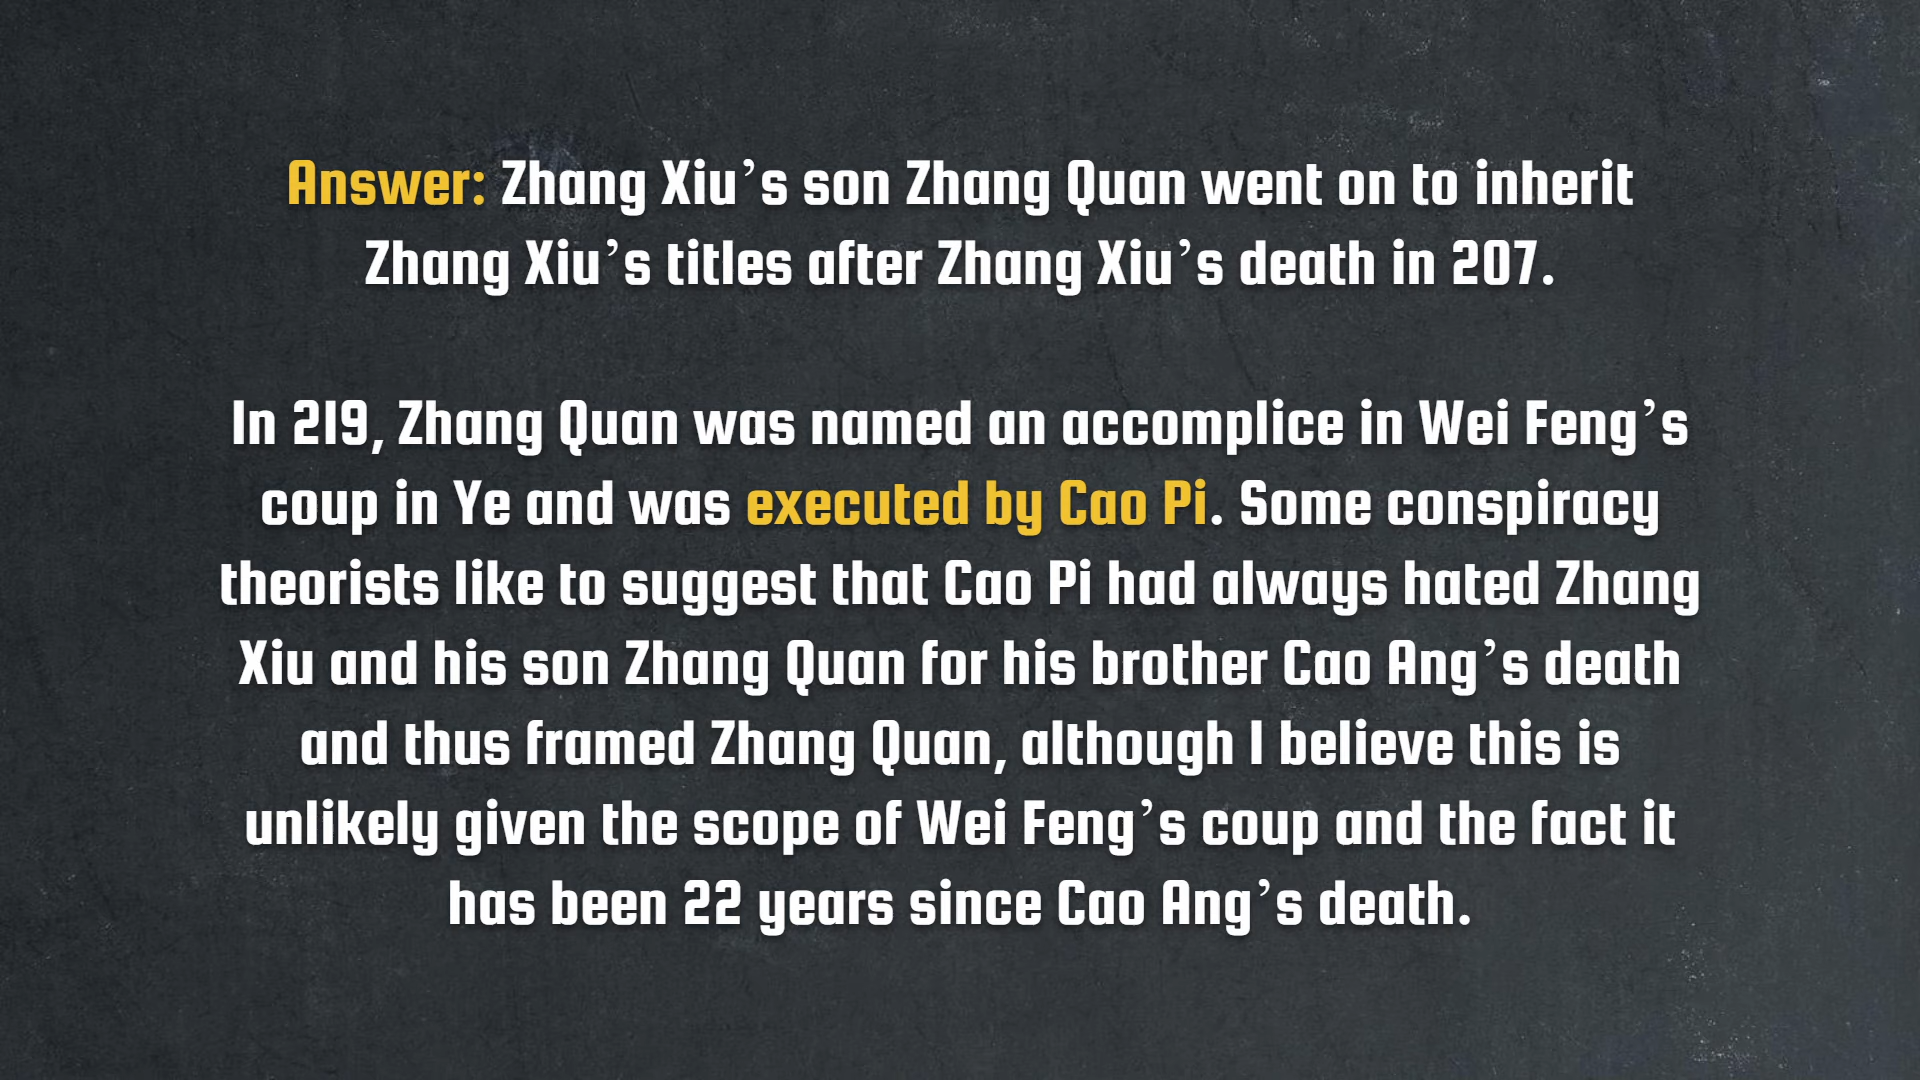 Answer: Zhang Xiu’s son Zhang Quan went on to inherit
Zhang Xiu’s titles after Zhang Xiu’s death in 207.
In 219, Zhang Quan was named an accomplice in Wei Feng’s
coup in Ye and was executed by Cao Pi. Some conspiracy
theorists like to suggest that Cao Pi had always hated Zhang
Xiu and his son Zhang Quan for his brother Cao Ang’s death
and thus framed Zhang Quan, although I believe this is
unlikely given the scope of Wei Feng’s coup and the fact it
has been 22 years since Cao Ang’s death.